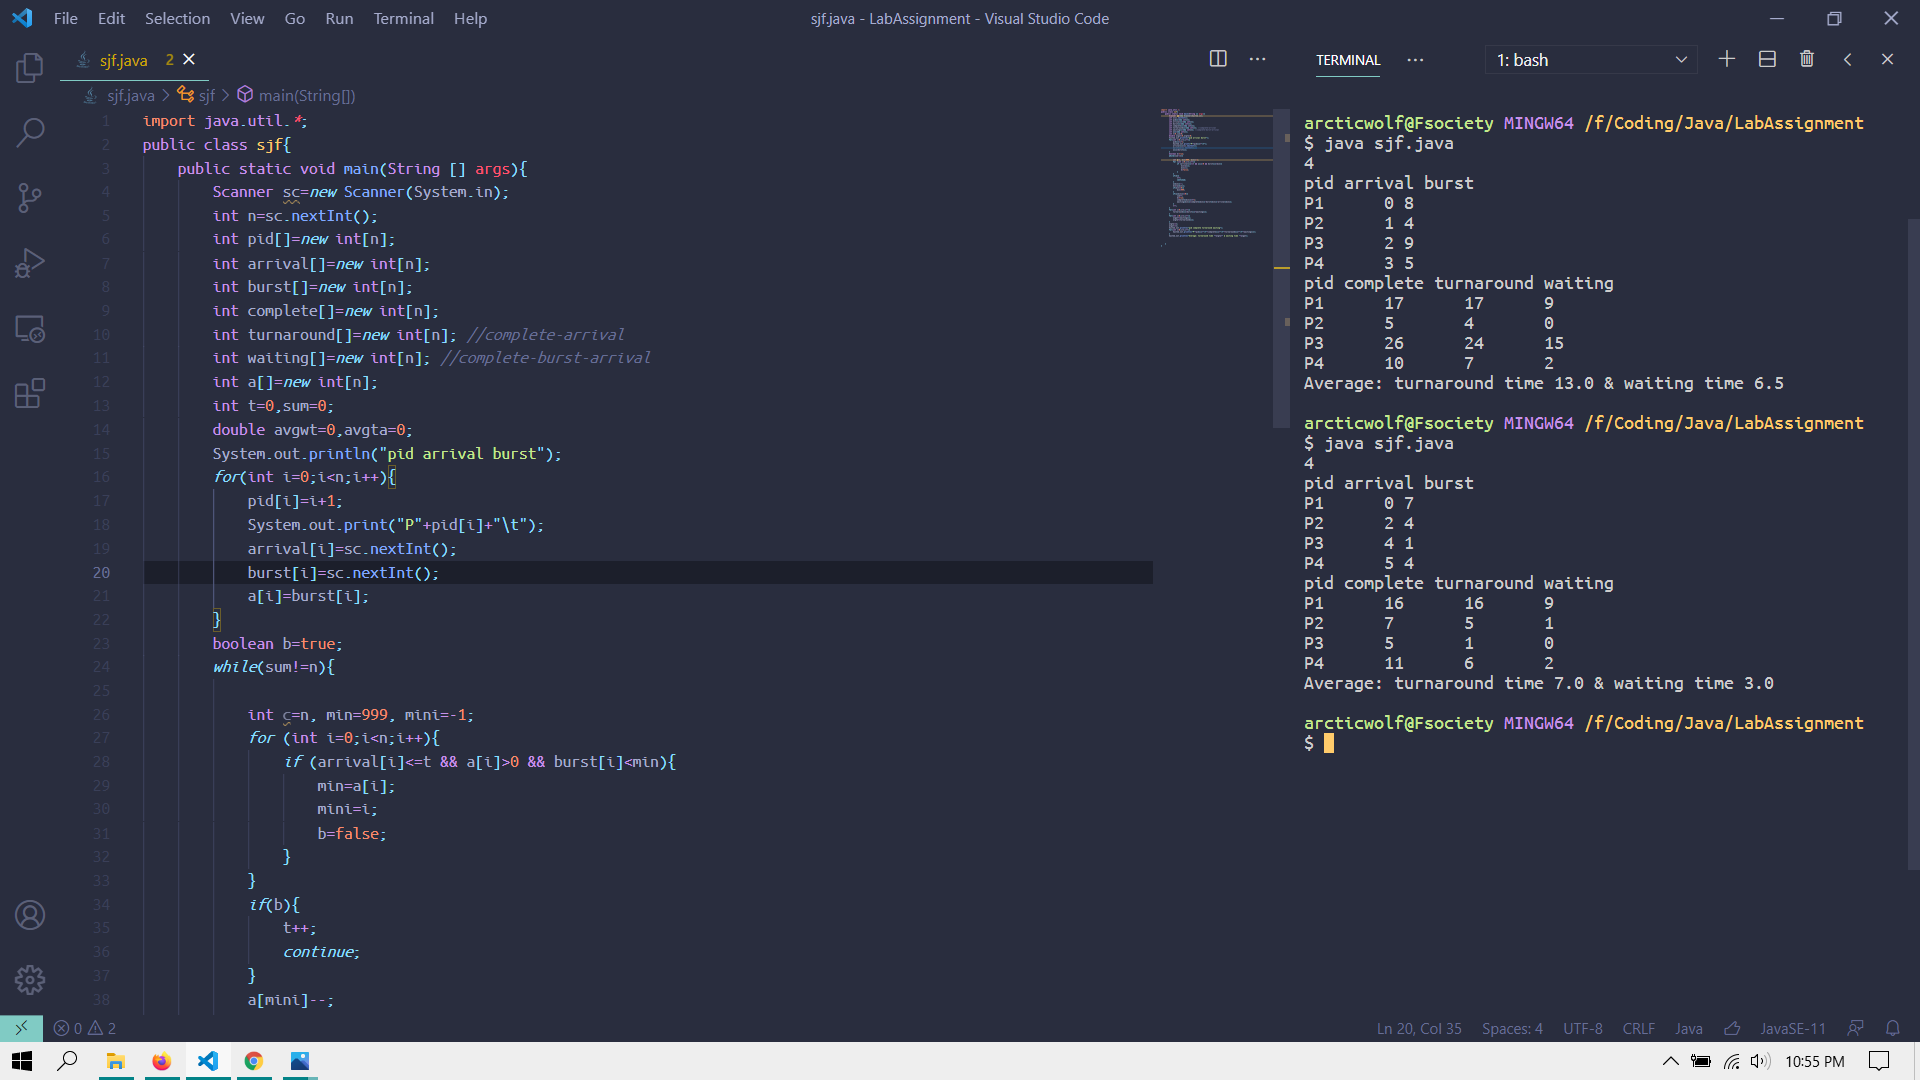 File Edit Selection View Go Run Terminal Help
sjf.java - LabAssignment - Visual Studio Code
sjf.java 2
sjf.java > sjf > main(String[])
1 import java.util.*;
2 public class sjf{
3 public static void main(String [] args){
4 Scanner sc=new Scanner(System.in);
5 int n=sc.nextInt();
6 int pid[]=new int[n];
7 int arrival[]=new int[n];
8 int burst[]=new int[n];
9 int complete[]=new int[n];
10 int turnaround[]=new int[n]; //complete-arrival
11 int waiting[]=new int[n]; //complete-burst-arrival
12 int a[]=new int[n];
13 int t=0,sum=0;
14 double avgwt=0,avgta=0;
15 System.out.println("pid arrival burst");
16 for(int i=0;i<n;i++){
17 pid[i]=i+1;
18 System.out.print("P"+pid[i]+"\t");
19 arrival[i]=sc.nextInt();
20 burst[i]=sc.nextInt();
21 a[i]=burst[i];
22 }
23 boolean b=true;
24 while(sum!=n){
25
26 int c=n, min=999, mini=-1;
27 for (int i=0;i<n;i++){
28 if (arrival[i]<=t && a[i]>0 && burst[i]<min){
29 min=a[i];
30 mini=i;
31 b=false;
32 }
33 }
34 if(b){
35 t++;
36 continue;
37 }
38 a[mini]--;
TERMINAL
1: bash
arcticwolf@Fsociety MINGW64 /f/Coding/Java/LabAssignment
$ java sjf.java
4
pid arrival burst
P1 0 8
P2 1 4
P3 2 9
P4 3 5
pid complete turnaround waiting
P1 17 17 9
P2 5 4 0
P3 26 24 15
P4 10 7 2
Average: turnaround time 13.0 & waiting time 6.5
arcticwolf@Fsociety MINGW64 /f/Coding/Java/LabAssignment
$ java sjf.java
4
pid arrival burst
P1 0 7
P2 2 4
P3 4 1
P4 5 4
pid complete turnaround waiting
P1 16 16 9
P2 7 5 1
P3 5 1 0
P4 11 6 2
Average: turnaround time 7.0 & waiting time 3.0
arcticwolf@Fsociety MINGW64 /f/Coding/Java/LabAssignment
$
0 2
Ln 20, Col 35 Spaces: 4 UTF-8 CRLF Java JavaSE-11
10:55 PM